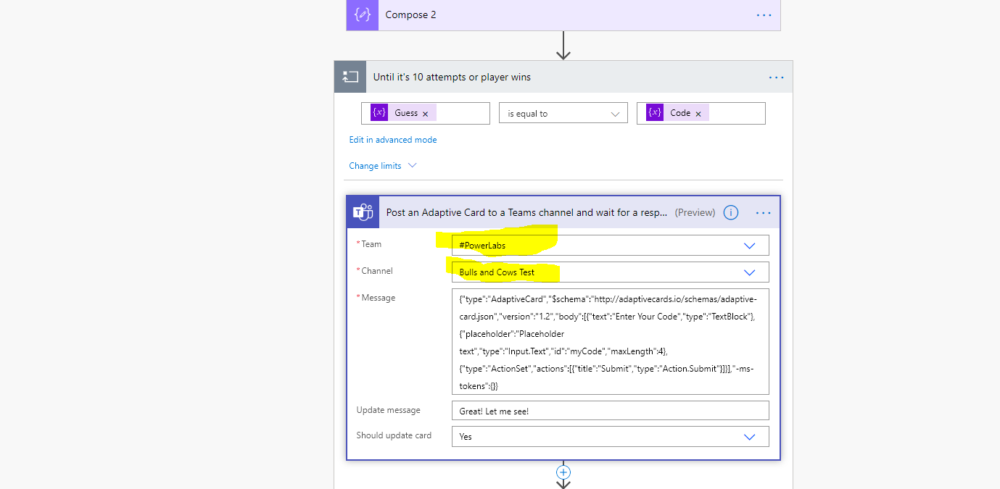 Compose 2
Until it's 10 attempts or player wins
{x} Guess × is equal to {x} Code ×
Edit in advanced mode
Change limits
Post an Adaptive Card to a Teams channel and wait for a resp... (Preview)
* Team #PowerLabs
* Channel Bulls and Cows Test
* Message
{"type":"AdaptiveCard","$schema":"http://adaptivecards.io/schemas/adaptive-
card.json","version":"1.2","body":[{"text":"Enter Your Code","type":"TextBlock"},
{"placeholder":"Placeholder
text","type":"Input.Text","id":"myCode","maxLength":4},
{"type":"ActionSet","actions":[{"title":"Submit","type":"Action.Submit"}]}],"-ms-
tokens":{}}
Update message Great! Let me see!
Should update card Yes